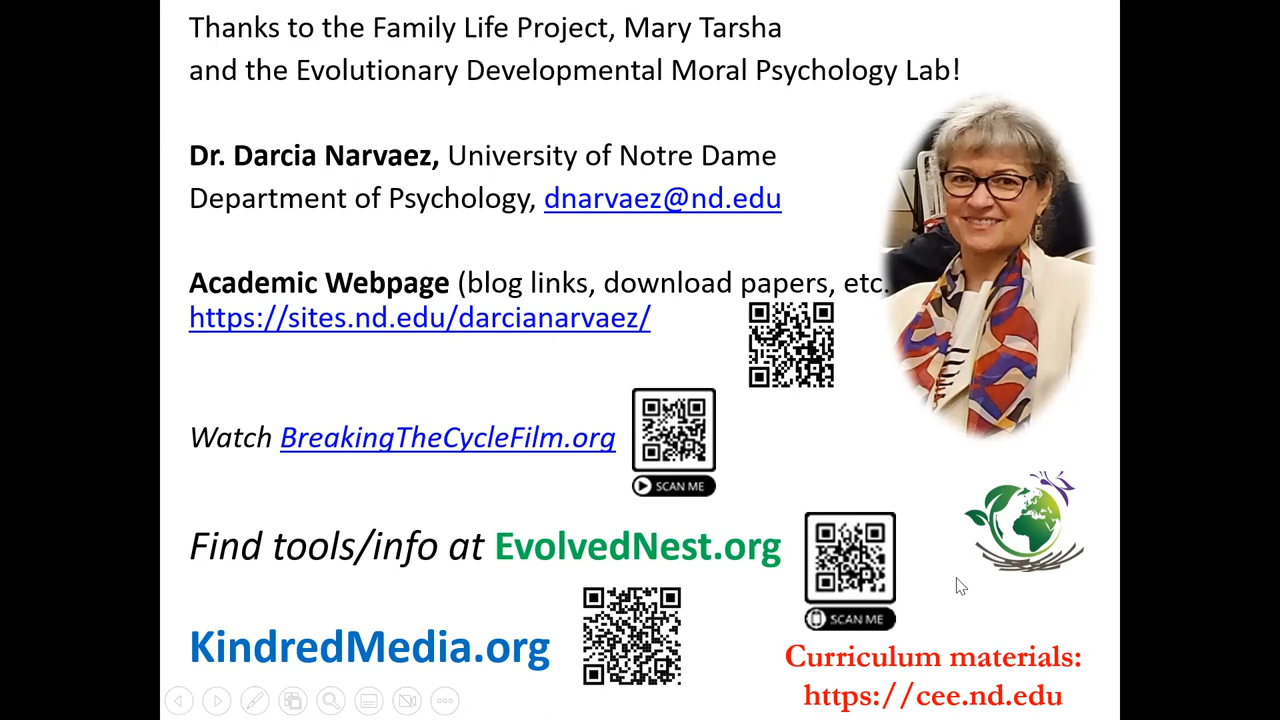 Thanks to the Family Life Project, Mary Tarsha
and the Evolutionary Developmental Moral Psychology Lab!
Dr. Darcia Narvaez, University of Notre Dame
Department of Psychology, dnarvaez@nd.edu
Academic Webpage (blog links, download papers, etc.
https://sites.nd.edu/darcianarvaez/
Watch BreakingTheCycleFilm.org
SCAN ME
Find tools/info at EvolvedNest.org
SCAN ME
KindredMedia.org
Curriculum materials:
https://cee.nd.edu